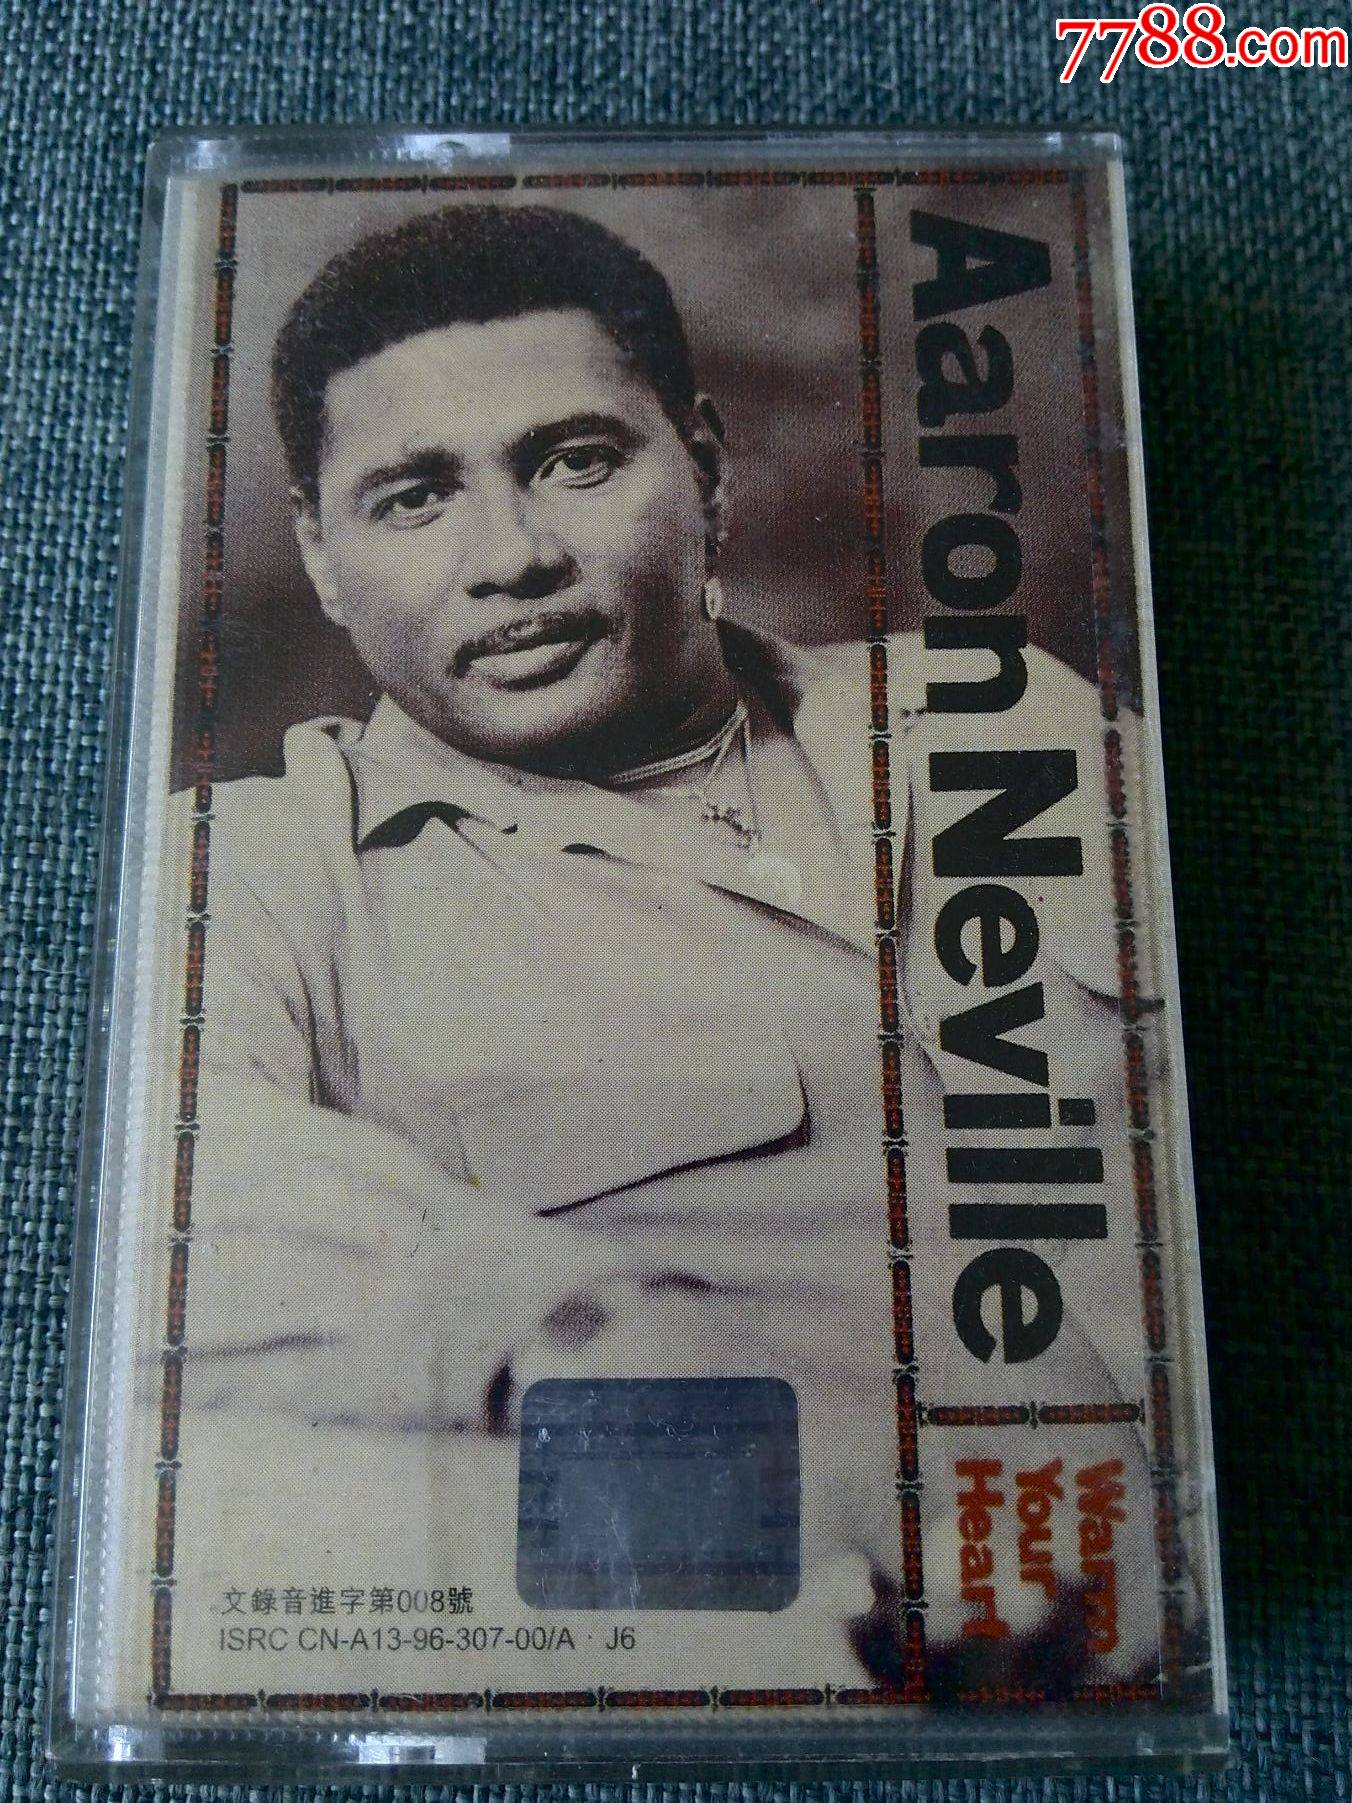 7788.com
Aaron Neville
Warm
Your
Heart
文錄音進字第008號
ISRC CN-A13-96-307-00/A · J6